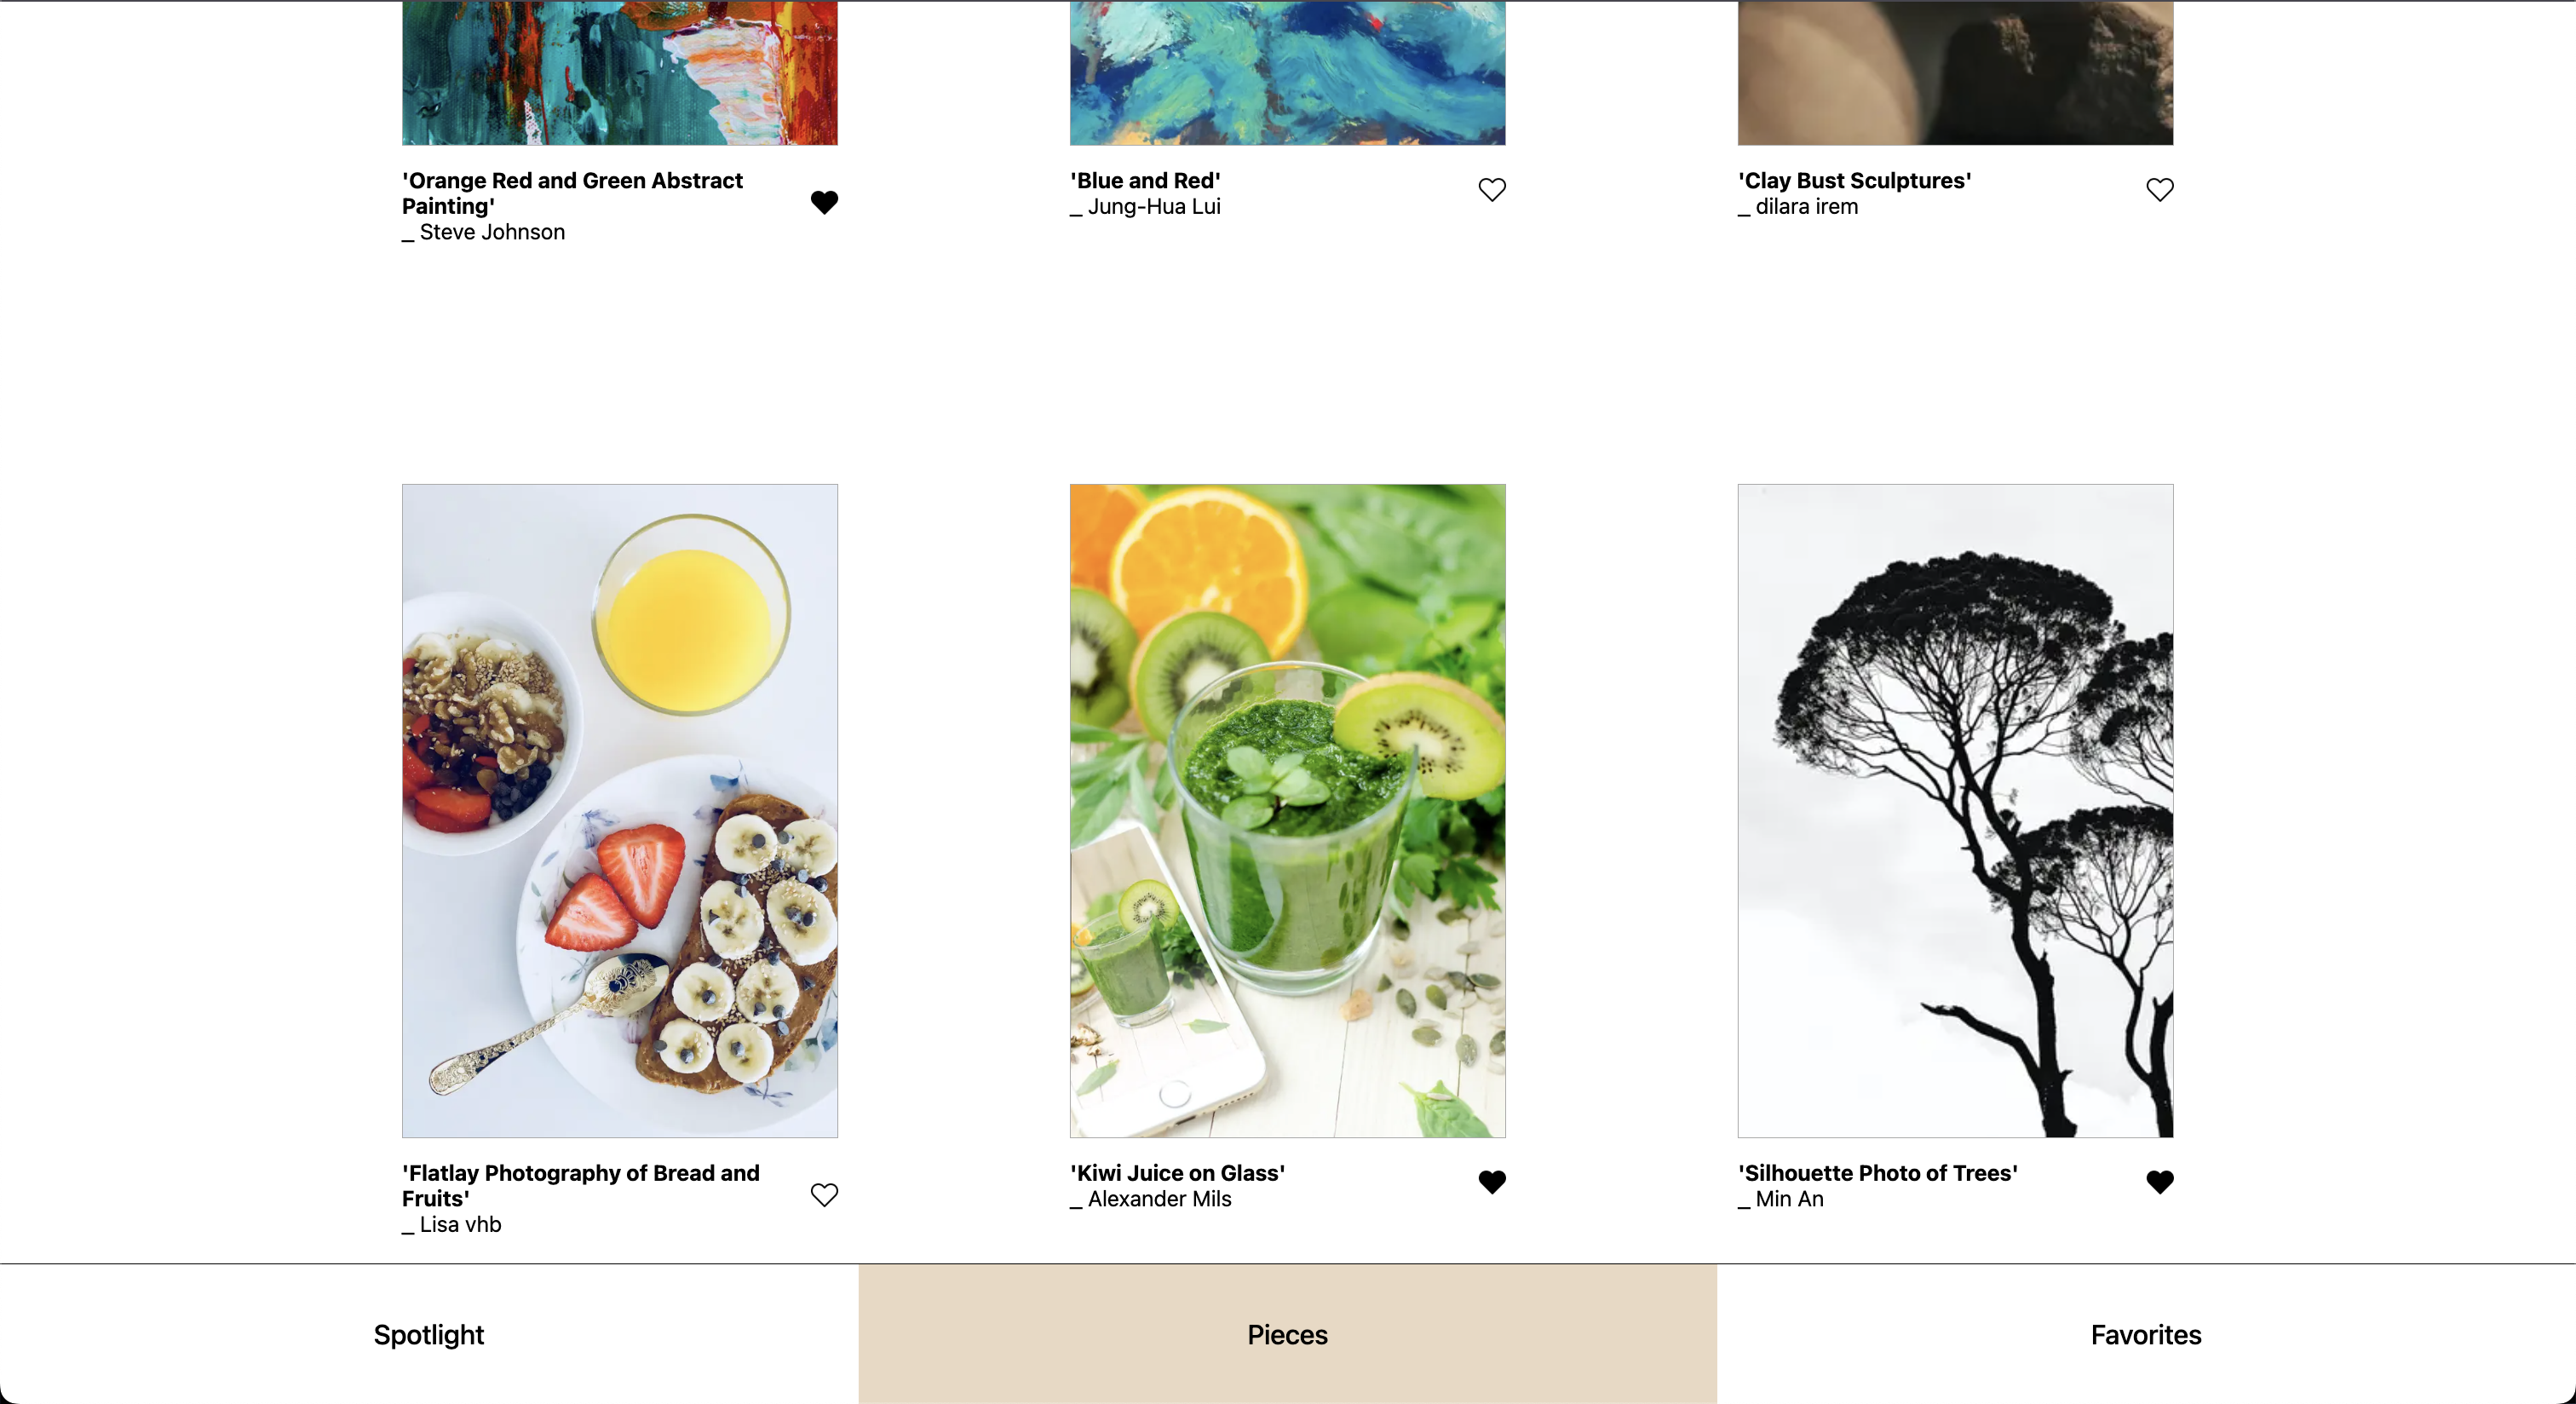 'Orange Red and Green Abstract
Painting'
_ Steve Johnson
'Blue and Red'
_ Jung-Hua Lui
'Clay Bust Sculptures'
_ dilara irem
'Flatlay Photography of Bread and
Fruits'
_ Lisa vhb
'Kiwi Juice on Glass'
_ Alexander Mils
'Silhouette Photo of Trees'
_ Min An
Spotlight
Pieces
Favorites